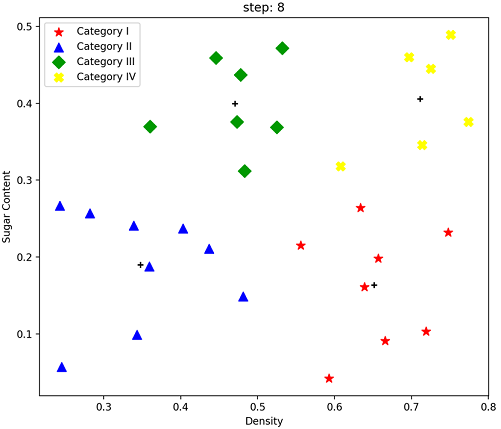 step: 8
Category I
Category II
Category III
Category IV
Sugar Content
0.5
0.4
0.3
0.2
0.1
0.3 0.4 0.5 0.6 0.7 0.8
Density